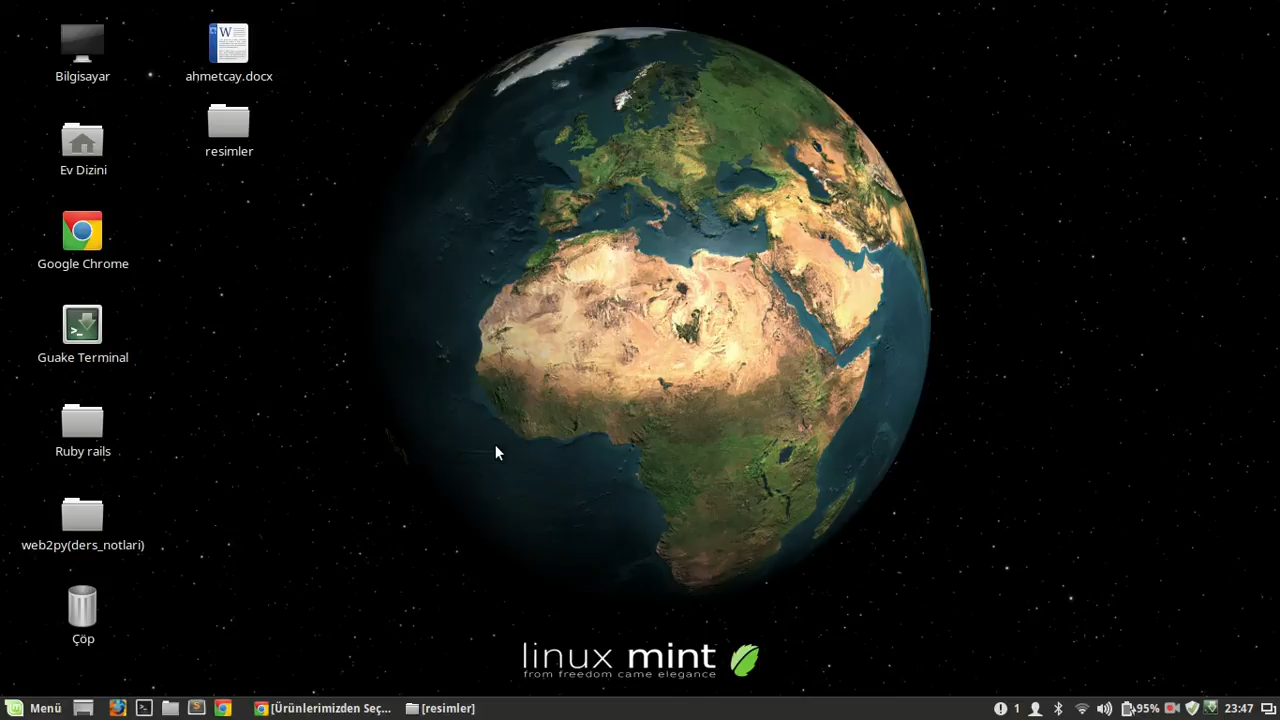 Bilgisayar
ahmetcay.docx
Ev Dizini
resimler
Google Chrome
Guake Terminal
Ruby rails
web2py(ders_notlari)
Çöp
linux mint
from freedom came elegance
Menü
[Ürünlerimizden Seç...
[resimler]
1
95%
23:47